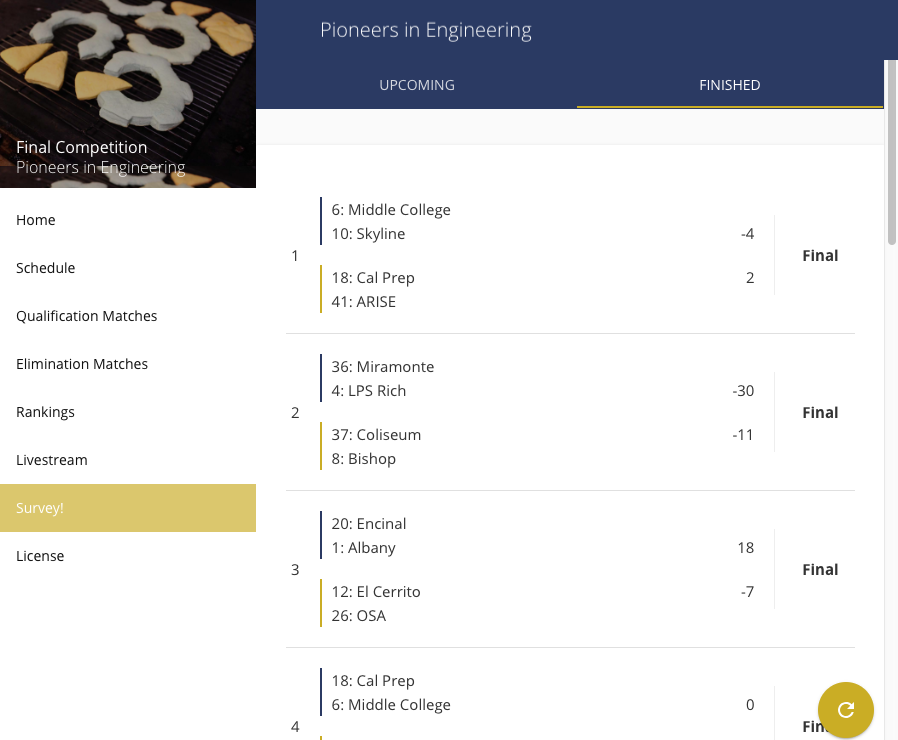 Final Competition
Pioneers in Engineering
Home
Schedule
Qualification Matches
Elimination Matches
Rankings
Livestream
Survey!
License
Pioneers in Engineering
UPCOMING
FINISHED
1
6: Middle College
10: Skyline
-4
18: Cal Prep
2
41: ARISE
Final
2
36: Miramonte
4: LPS Rich
-30
37: Coliseum
-11
8: Bishop
Final
3
20: Encinal
1: Albany
18
12: El Cerrito
-7
26: OSA
Final
4
18: Cal Prep
6: Middle College
0